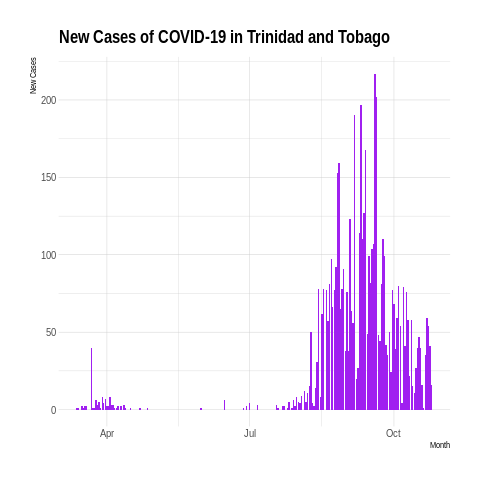 New Cases of COVID-19 in Trinidad and Tobago
New Cases
200
150
100
50
0
Apr
Jul
Oct
Month